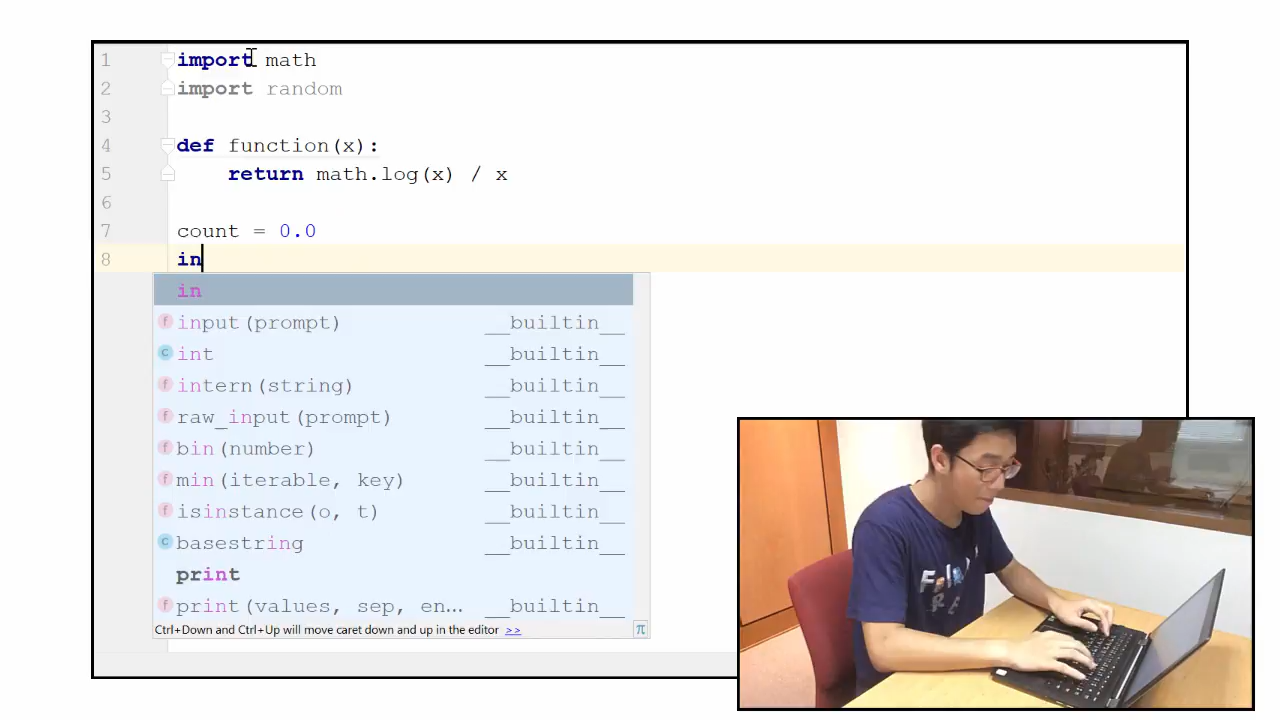 1 import math
2 import random
3
4 def function(x):
5 return math.log(x) / x
6
7 count = 0.0
8 in
in
f input(prompt) __builtin__
c int __builtin__
f intern(string) __builtin__
f raw_input(prompt) __builtin__
f bin(number) __builtin__
f min(iterable, key) __builtin__
f isinstance(o, t) __builtin__
c basestring __builtin__
print
f print(values, sep, en... __builtin__
Ctrl+Down and Ctrl+Up will move caret down and up in the editor >> π